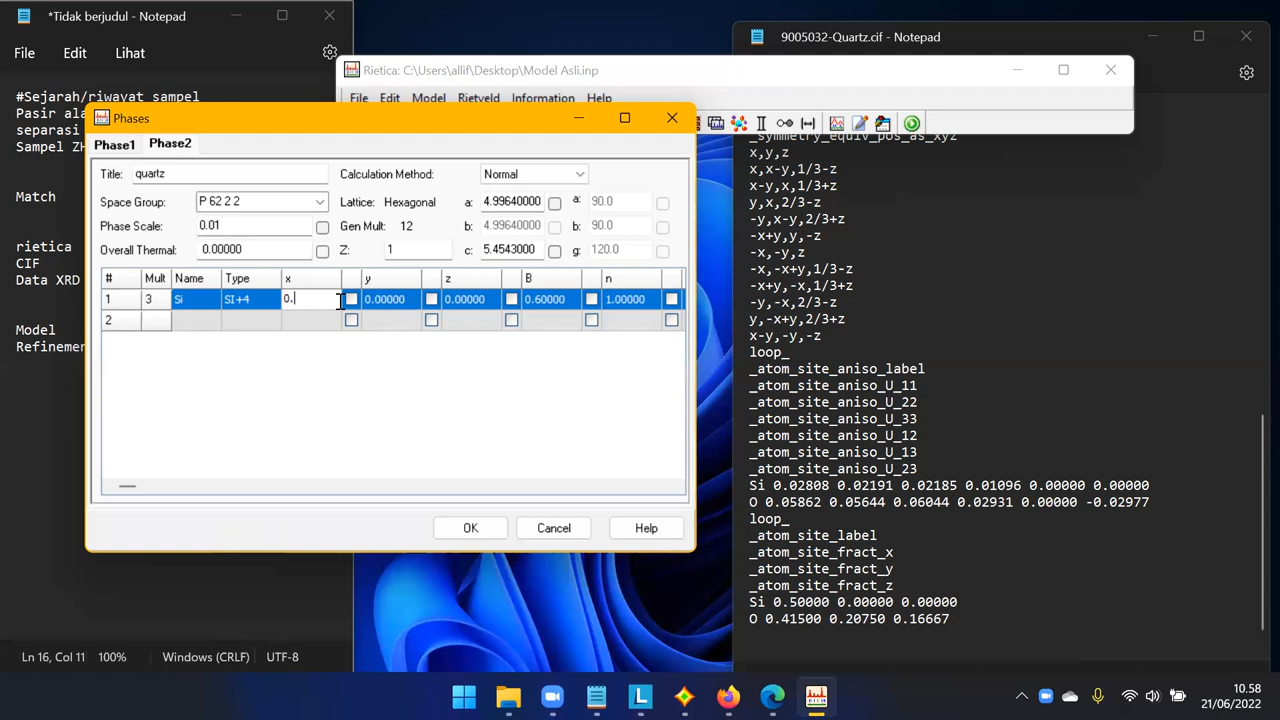 *Tidak berjudul - Notepad
File Edit Lihat
#Sejarah/riwayat sampel
Pasir ala
separasi
Sampel ZH
Match
rietica
CIF
Data XRD
Model
Refinemen
Ln 16, Col 11 100% Windows (CRLF) UTF-8
Rietica: C:\Users\allif\Desktop\Model Asli.inp
File Edit Model Rietveld Information Help
Phases
Phase1 Phase2
Title: quartz Calculation Method: Normal
Space Group: P 62 2 2 Lattice: Hexagonal a: 4.99640000 a: 90.0
Phase Scale: 0.01 Gen Mult: 12 b: 4.99640000 b: 90.0
Overall Thermal: 0.00000 Z: 1 c: 5.4543000 g: 120.0
# Mult Name Type x y z B n
1 3 Si SI+4 0. 0.00000 0.00000 0.60000 1.00000
2
OK Cancel Help
9005032-Quartz.cif - Notepad
_symmetry_equiv_pos_as_xyz
x,y,z
x,x-y,1/3-z
x-y,x,1/3+z
y,x,2/3-z
-y,x-y,2/3+z
-x+y,y,-z
-x,-y,z
-x,-x+y,1/3-z
-x+y,-x,1/3+z
-y,-x,2/3-z
y,-x+y,2/3+z
x-y,-y,-z
loop_
_atom_site_aniso_label
_atom_site_aniso_U_11
_atom_site_aniso_U_22
_atom_site_aniso_U_33
_atom_site_aniso_U_12
_atom_site_aniso_U_13
_atom_site_aniso_U_23
Si 0.02808 0.02191 0.02185 0.01096 0.00000 0.00000
O 0.05862 0.05644 0.06044 0.02931 0.00000 -0.02977
loop_
_atom_site_label
_atom_site_fract_x
_atom_site_fract_y
_atom_site_fract_z
Si 0.50000 0.00000 0.00000
O 0.41500 0.20750 0.16667
10.58
21/06/2022